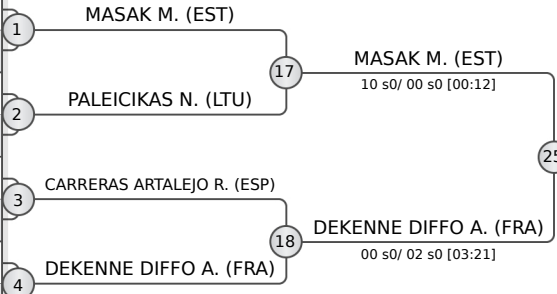 MASAK M. (EST)
1
17
MASAK M. (EST)
10 s0/ 00 s0 [00:12]
PALEICIKAS N. (LTU)
2
25
CARRERAS ARTALEJO R. (ESP)
3
18
DEKENNE DIFFO A. (FRA)
00 s0/ 02 s0 [03:21]
DEKENNE DIFFO A. (FRA)
4